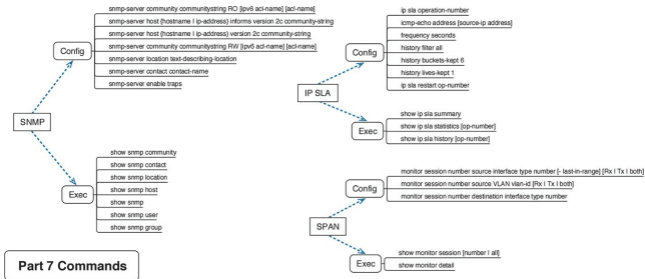 snmp-server community communitystring RO [ipv6 acl-name] [acl-name]
snmp-server host {hostname | ip-address} informs version 2c community-string
snmp-server host {hostname | ip-address} version 2c community-string
Config
snmp-server community communitystring RW [ipv6 acl-name] [acl-name]
snmp-server location text-describing-location
snmp-server contact contact-name
snmp-server enable traps
SNMP
show snmp community
show snmp contact
show snmp location
Exec
show snmp host
show snmp
show snmp user
show snmp group
Part 7 Commands
ip sla operation-number
icmp-echo address [source-ip address]
frequency seconds
Config
history filter all
history buckets-kept 6
history lives-kept 1
ip sla restart op-number
IP SLA
show ip sla summary
Exec
show ip sla statistics [op-number]
show ip sla history [op-number]
monitor session number source interface type number [- last-in-range] [Rx | Tx | both]
Config
monitor session number source VLAN vlan-id [Rx | Tx | both]
monitor session number destination interface type number
SPAN
show monitor session [number | all]
Exec
show monitor detail